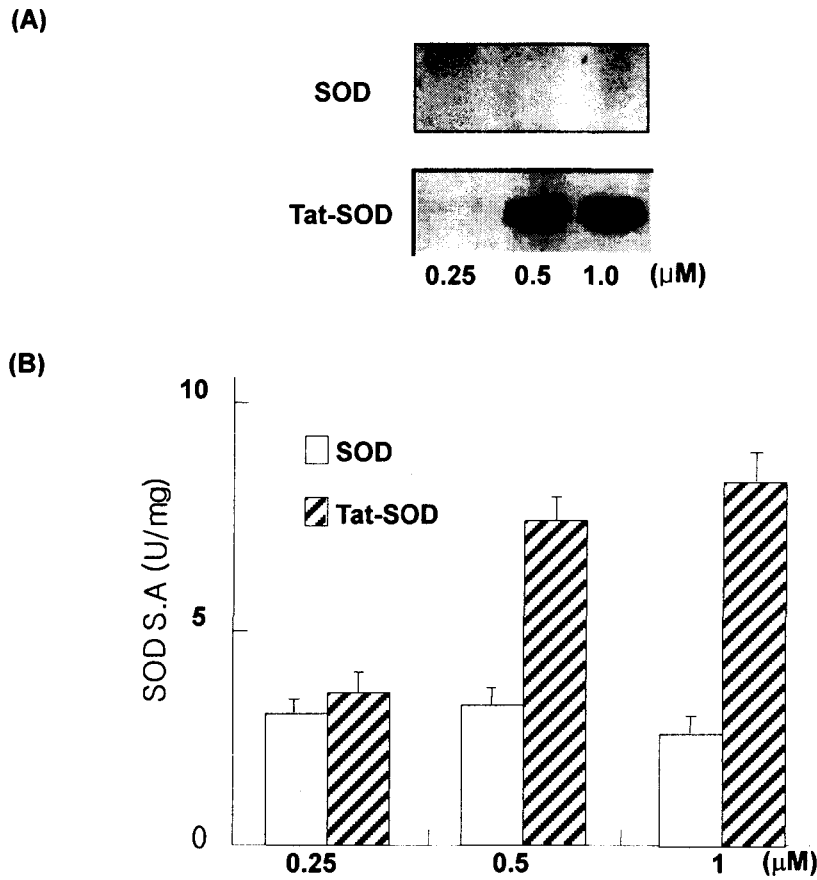 (A)
SOD
Tat-SOD
0.25 0.5 1.0 (μM)
(B)
10
SOD
Tat-SOD
5
SOD S.A (U/mg)
0
0.25 0.5 1 (μM)